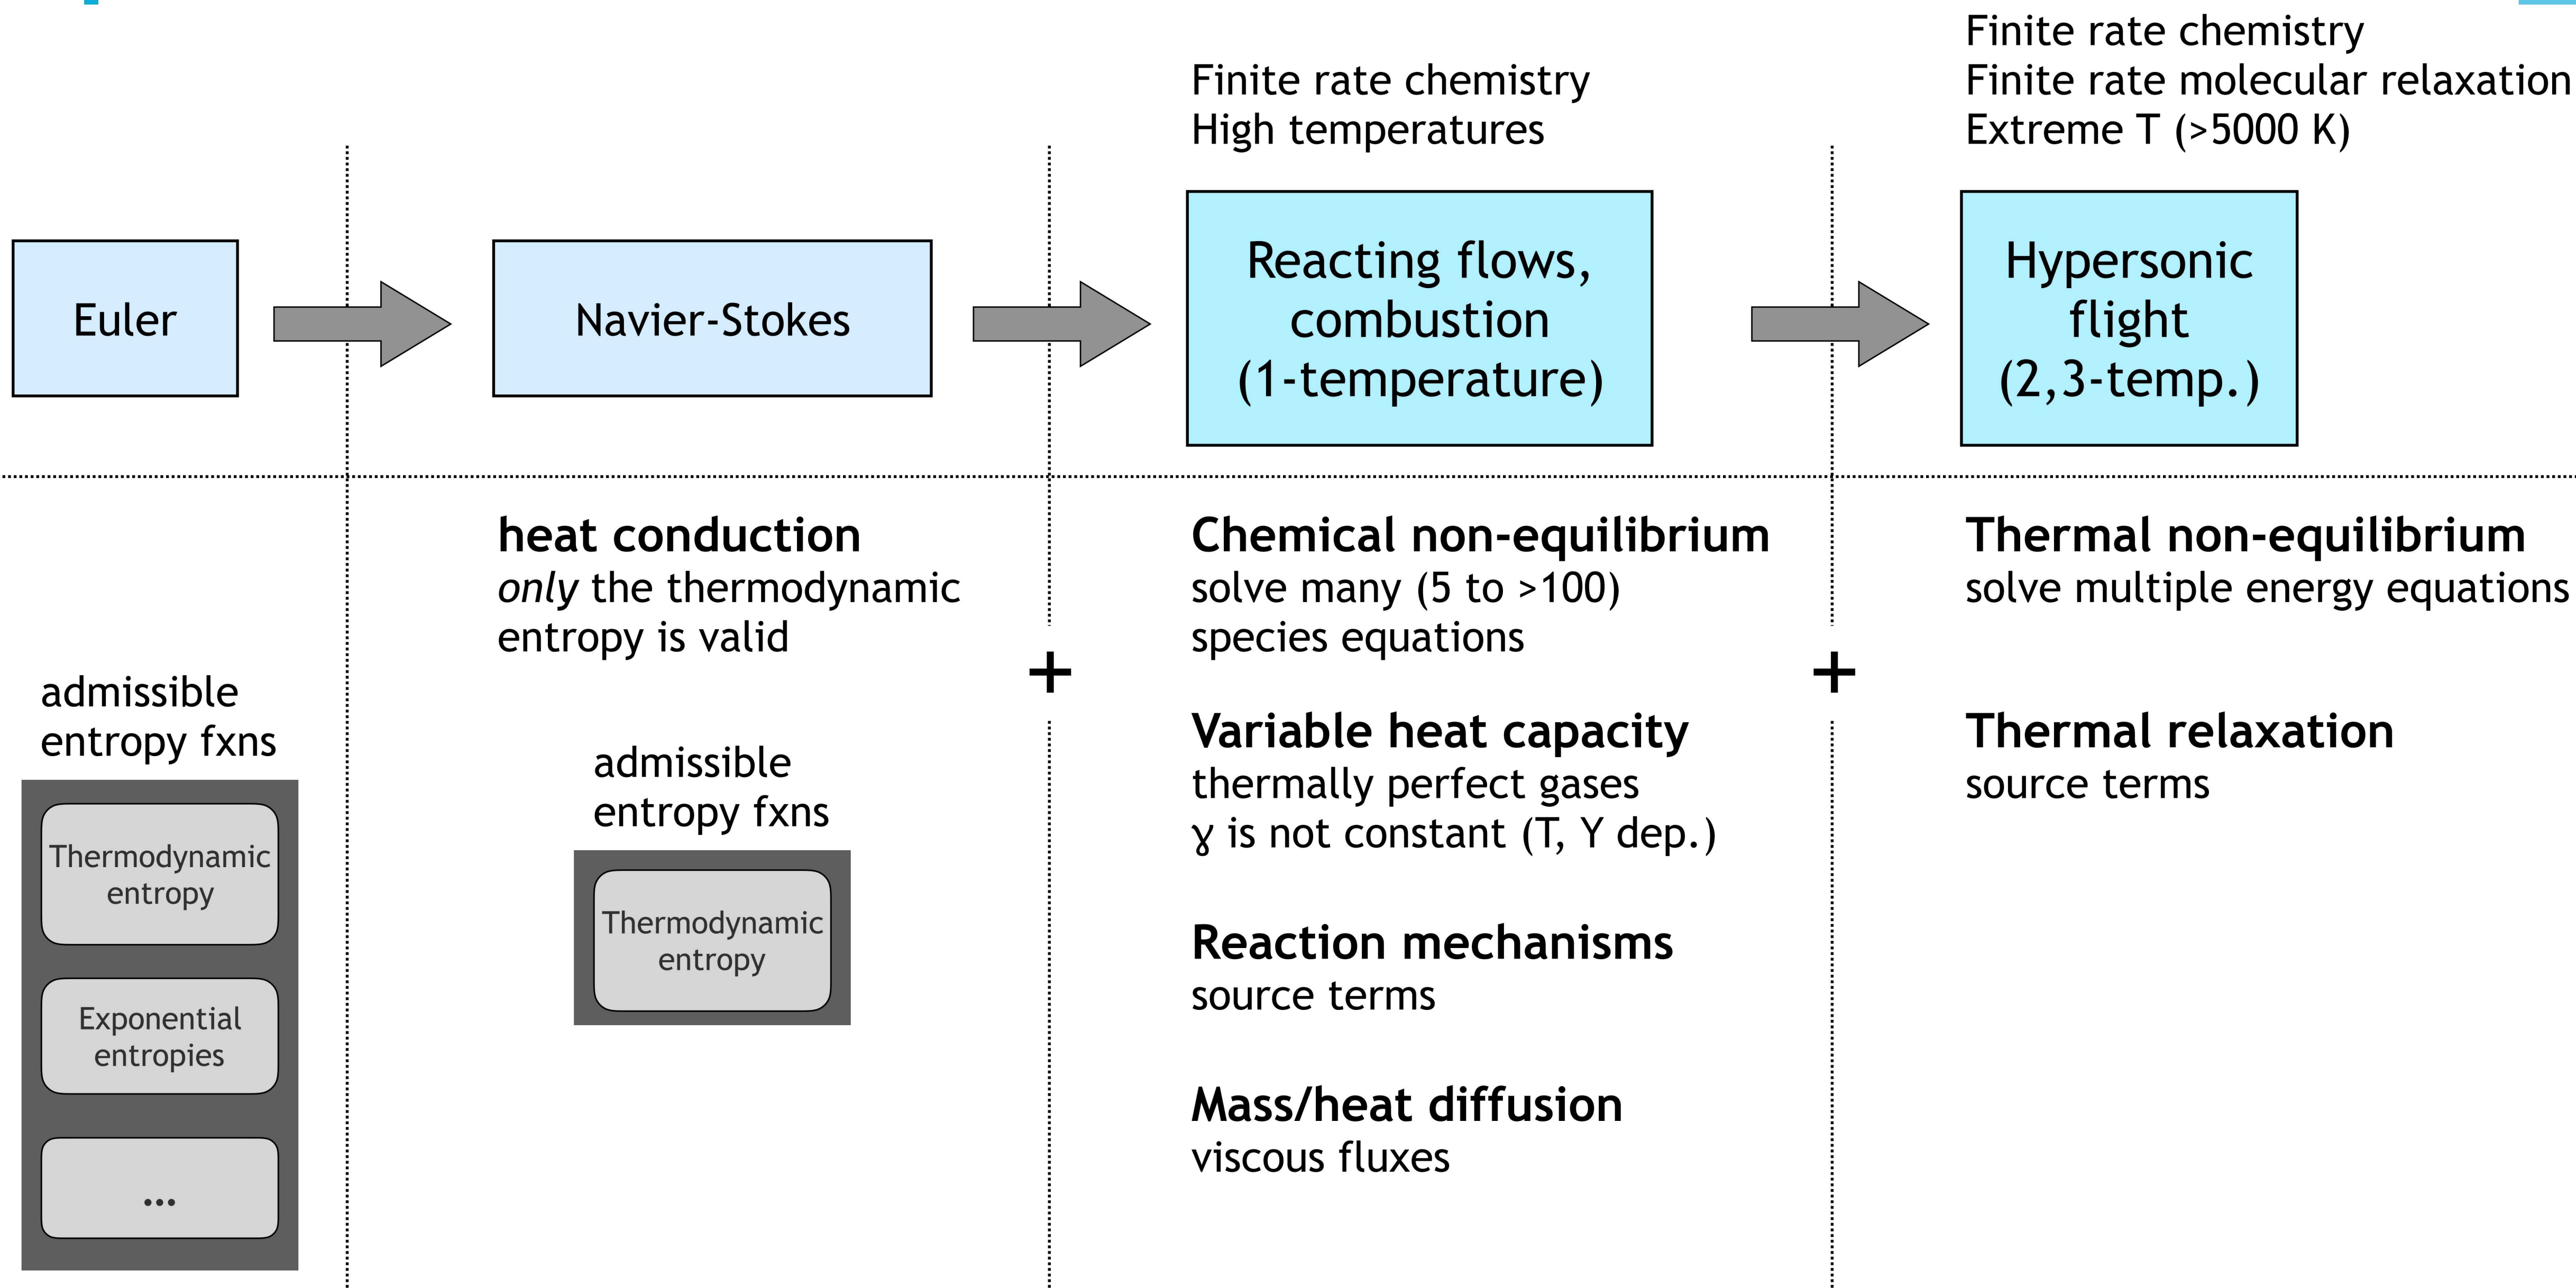 Euler
admissible
entropy fxns
Thermodynamic
entropy
Exponential
entropies
...
Navier-Stokes
heat conduction
only the thermodynamic
entropy is valid
admissible
entropy fxns
Thermodynamic
entropy
+
Finite rate chemistry
High temperatures
Reacting flows,
combustion
(1-temperature)
Chemical non-equilibrium
solve many (5 to >100)
species equations
Variable heat capacity
thermally perfect gases
γ is not constant (T, Y dep.)
Reaction mechanisms
source terms
Mass/heat diffusion
viscous fluxes
+
Finite rate chemistry
Finite rate molecular relaxation
Extreme T (>5000 K)
Hypersonic
flight
(2,3-temp.)
Thermal non-equilibrium
solve multiple energy equations
Thermal relaxation
source terms